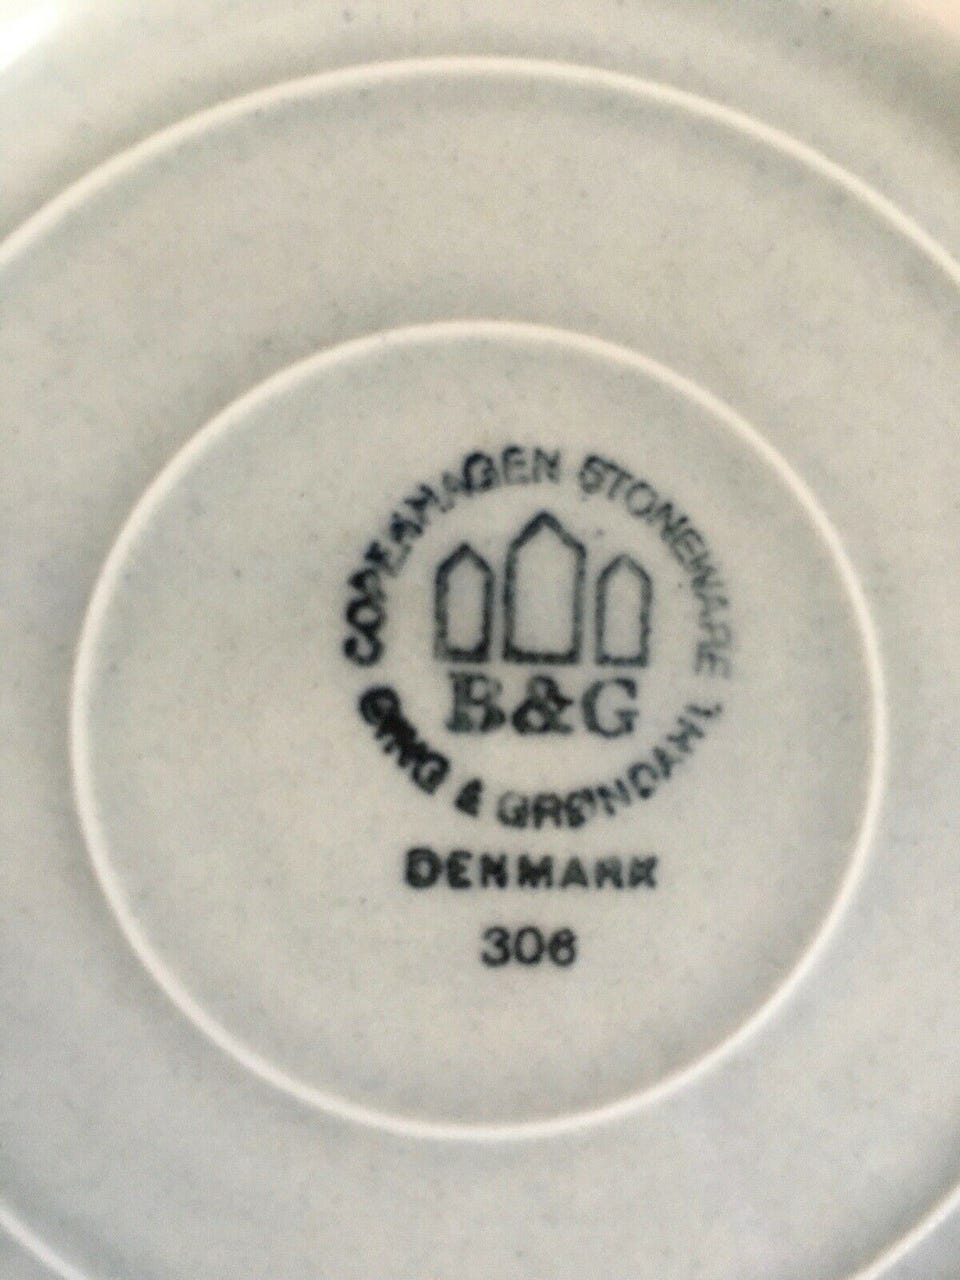 COPENHAGEN STONEWARE
B&G
BING & GRØNDAHL
DENMARK
306